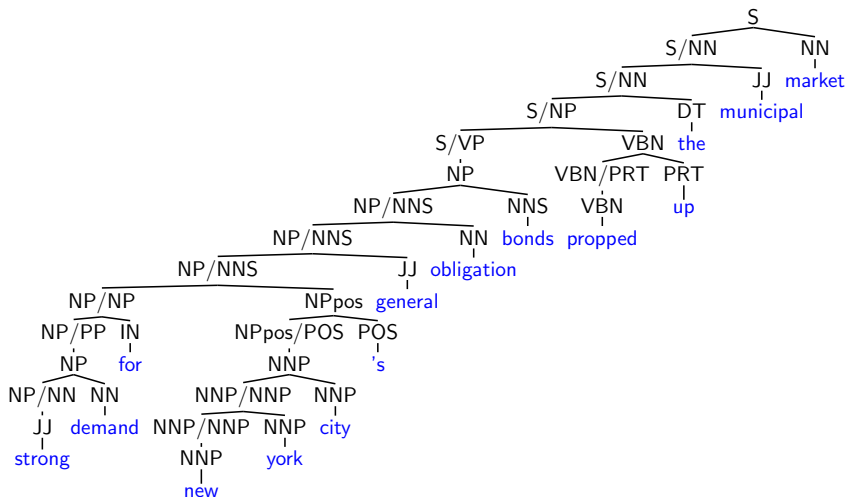 S
S/NN NN
S/NN JJ market
S/NP DT municipal
S/VP VBN the
NP VBN/PRT PRT
NP/NNS NNS VBN up
NP/NNS NN bonds propped
NP/NNS JJ obligation
NP/NP NPpos general
NP/PP IN NPpos/POS POS
NP for NNP 's
NP/NN NN NNP/NNP NNP
JJ demand NNP/NNP NNP city
strong NNP york
new